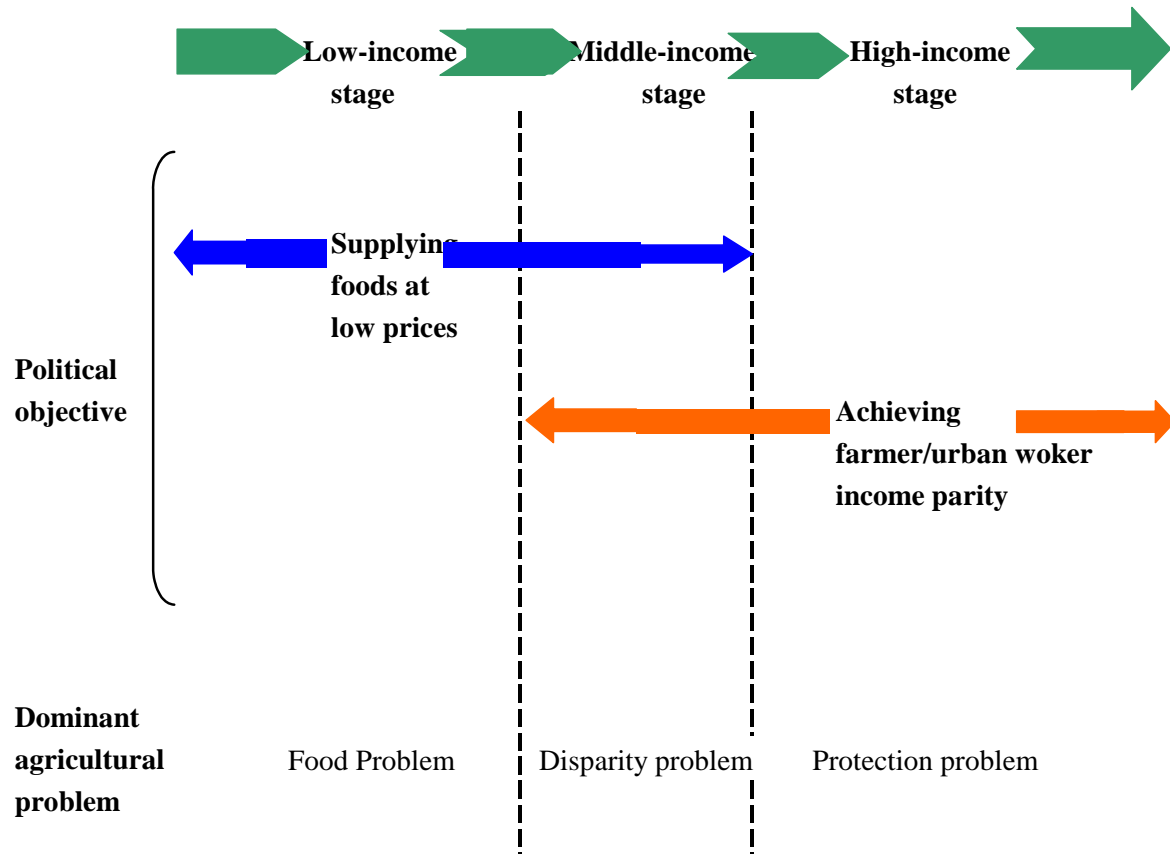 Low-income
stage
Middle-income
stage
High-income
stage
Supplying
foods at
low prices
Political
objective
Achieving
farmer/urban woker
income parity
Dominant
agricultural
problem
Food Problem
Disparity problem
Protection problem